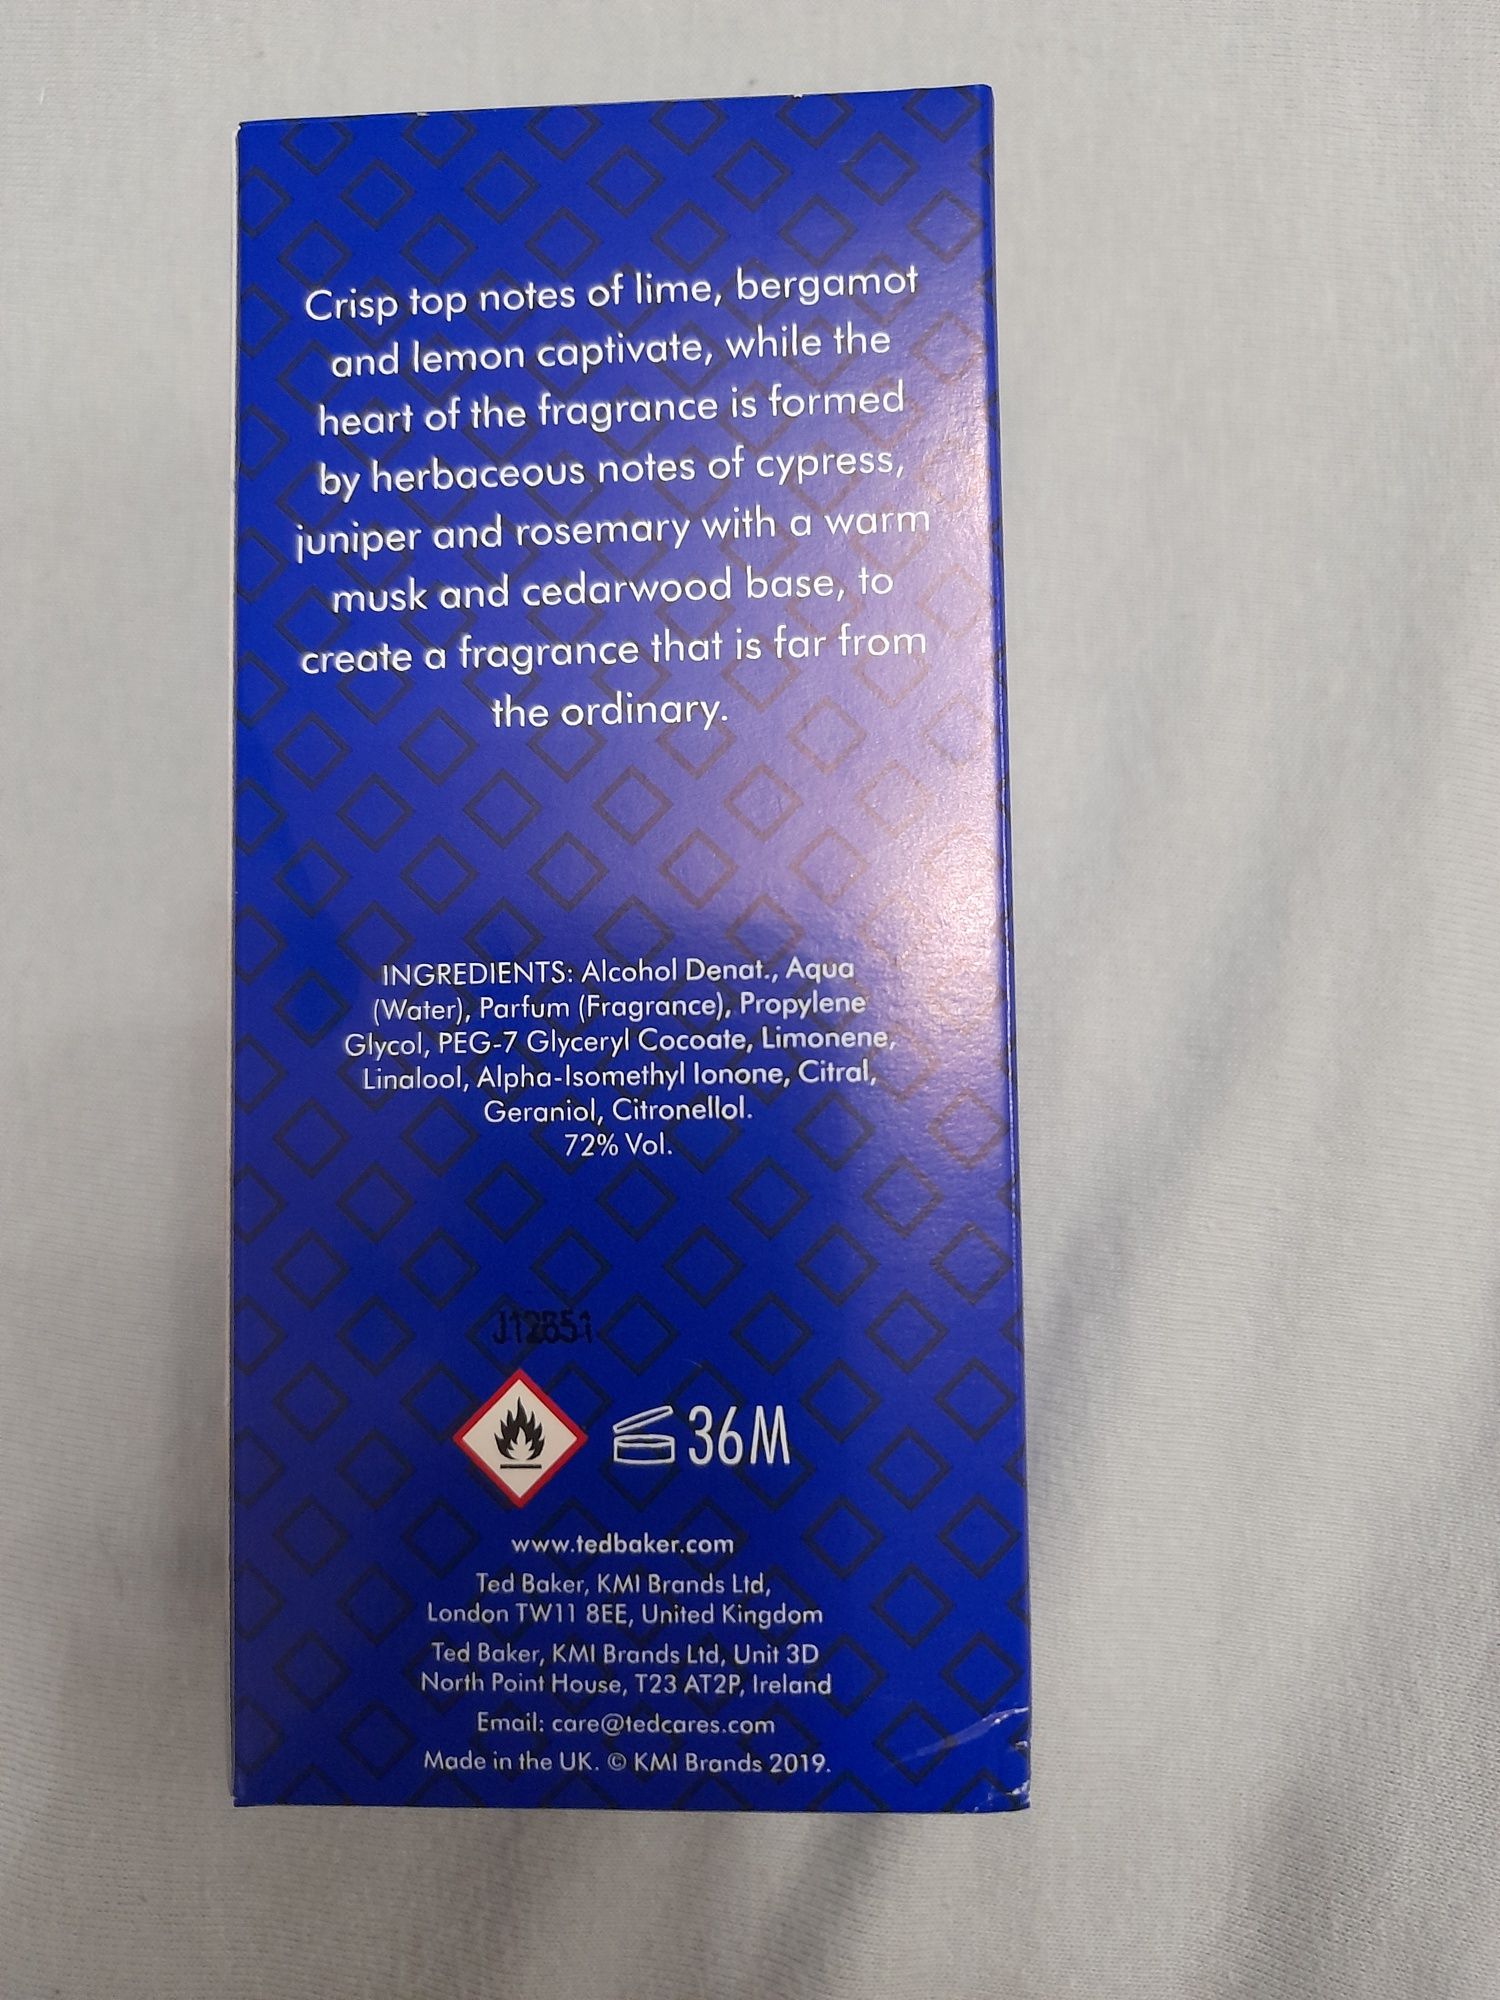 Crisp top notes of lime, bergamot
and lemon captivate, while the
heart of the fragrance is formed
by herbaceous notes of cypress,
juniper and rosemary with a warm
musk and cedarwood base, to
create a fragrance that is far from
the ordinary.
INGREDIENTS: Alcohol Denat., Aqua
(Water), Parfum (Fragrance), Propylene
Glycol, PEG-7 Glyceryl Cocoate, Limonene,
Linalool, Alpha-Isomethyl Ionone, Citral,
Geraniol, Citronellol.
72% Vol.
36M
www.tedbaker.com
Ted Baker, KMI Brands Ltd,
London TW11 8EE, United Kingdom
Ted Baker, KMI Brands Ltd, Unit 3D
North Point House, T23 AT2P, Ireland
Email: care@tedcares.com
Made in the UK. © KMI Brands 2019.